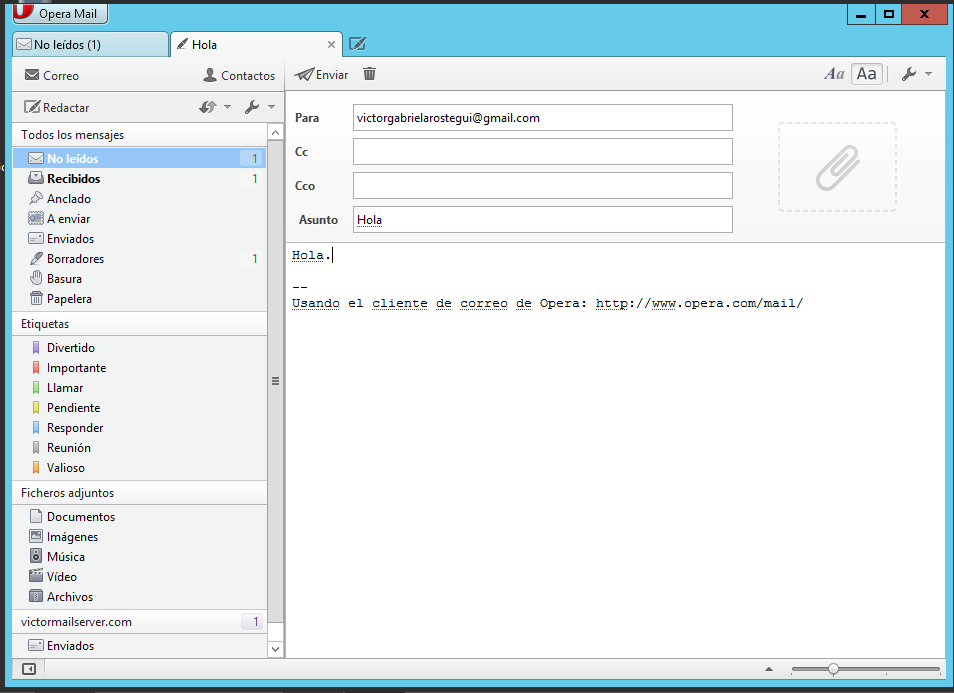 Opera Mail
No leídos (1)
Hola
Correo
Contactos
Enviar
Aa
Aa
Redactar
Todos los mensajes
No leídos 1
Recibidos 1
Anclado
A enviar
Enviados
Borradores 1
Basura
Papelera
Etiquetas
Divertido
Importante
Llamar
Pendiente
Responder
Reunión
Valioso
Ficheros adjuntos
Documentos
Imágenes
Música
Vídeo
Archivos
victormailserver.com 1
Enviados
Para victorgabrielarostegui@gmail.com
Cc
Cco
Asunto Hola
Hola.
--
Usando el cliente de correo de Opera: http://www.opera.com/mail/